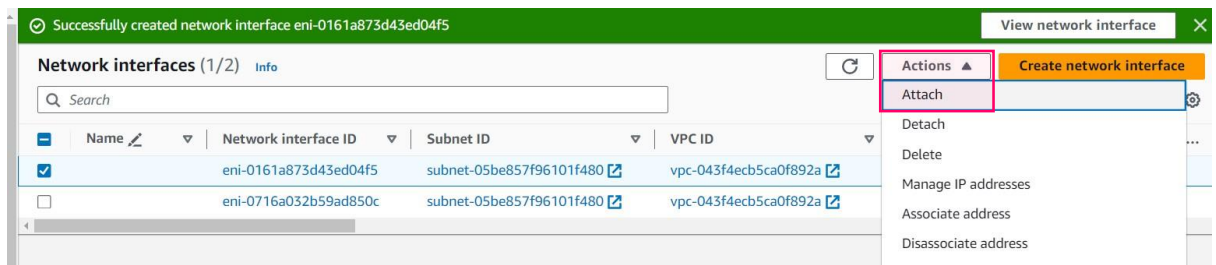 Successfully created network interface eni-0161a873d43ed04f5
View network interface
Network interfaces (1/2) Info
Actions
Create network interface
Search
Attach
Detach
Delete
Manage IP addresses
Associate address
Disassociate address
Name Network interface ID Subnet ID VPC ID ...
eni-0161a873d43ed04f5 subnet-05be857f96101f480 vpc-043f4ecb5ca0f892a
eni-0716a032b59ad850c subnet-05be857f96101f480 vpc-043f4ecb5ca0f892a